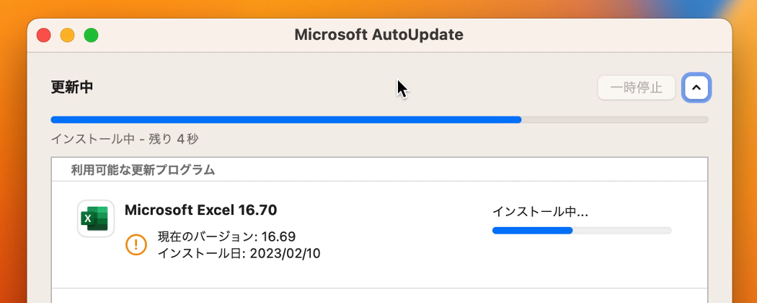 Microsoft AutoUpdate
更新中
一時停止
インストール中 - 残り 4 秒
利用可能な更新プログラム
Microsoft Excel 16.70
現在のバージョン: 16.69
インストール日: 2023/02/10
インストール中...